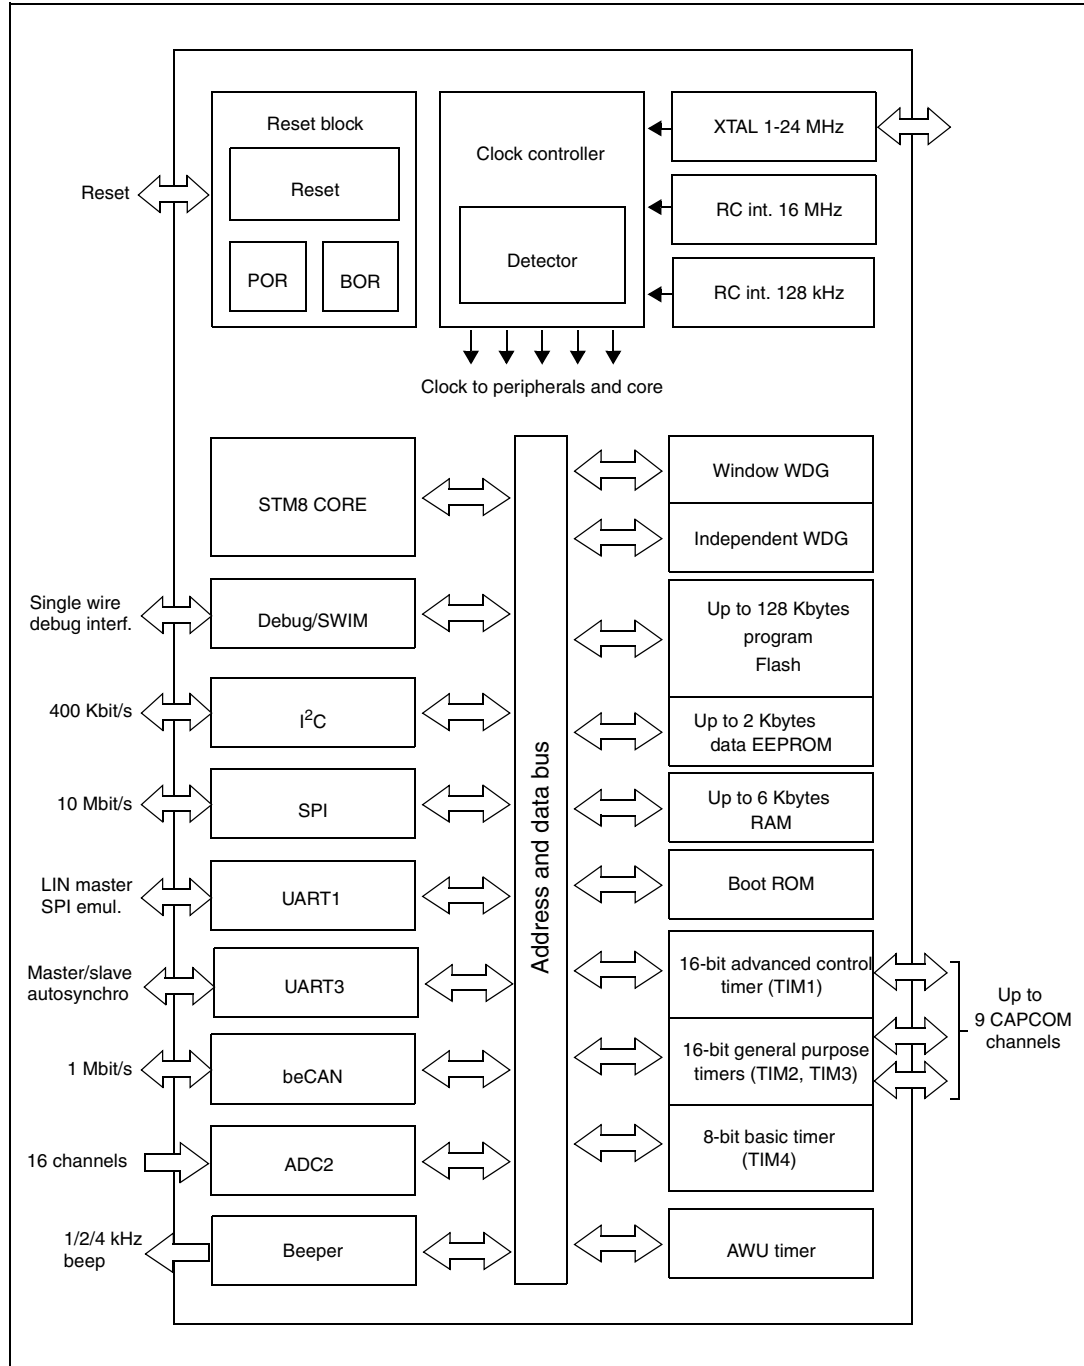 Reset block
Reset
Reset
POR
BOR
Clock controller
Detector
XTAL 1-24 MHz
RC int. 16 MHz
RC int. 128 kHz
Clock to peripherals and core
STM8 CORE
Single wire
debug interf.
Debug/SWIM
400 Kbit/s
I²C
10 Mbit/s
SPI
LIN master
SPI emul.
UART1
Master/slave
autosynchro
UART3
1 Mbit/s
beCAN
16 channels
ADC2
1/2/4 kHz
beep
Beeper
Address and data bus
Window WDG
Independent WDG
Up to 128 Kbytes
program
Flash
Up to 2 Kbytes
data EEPROM
Up to 6 Kbytes
RAM
Boot ROM
16-bit advanced control
timer (TIM1)
16-bit general purpose
timers (TIM2, TIM3)
8-bit basic timer
(TIM4)
AWU timer
Up to
9 CAPCOM
channels